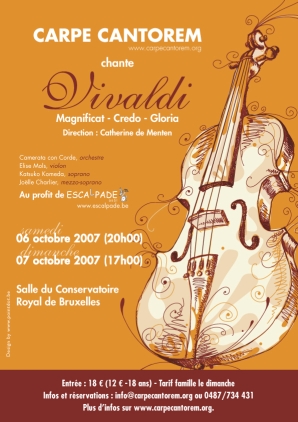 CARPE CANTOREM
www.carpecantorem.org
chante
Vivaldi
Magnificat - Credo - Gloria
Direction : Catherine de Menten
Camerata con Corde, orchestre
Elise Mols, violon
Katsuko Komeda, soprano
Joëlle Charlier, mezzo-soprano
Au profit de ESCALPADE
www.escalpade.be
samedi
06 octobre 2007 (20h00)
dimanche
07 octobre 2007 (17h00)
Salle du Conservatoire
Royal de Bruxelles
Entrée : 18 € (12 € -18 ans) - Tarif famille le dimanche
Infos et réservations : info@carpecantorem.org ou 0487/734 431
Plus d'infos sur www.carpecantorem.org.